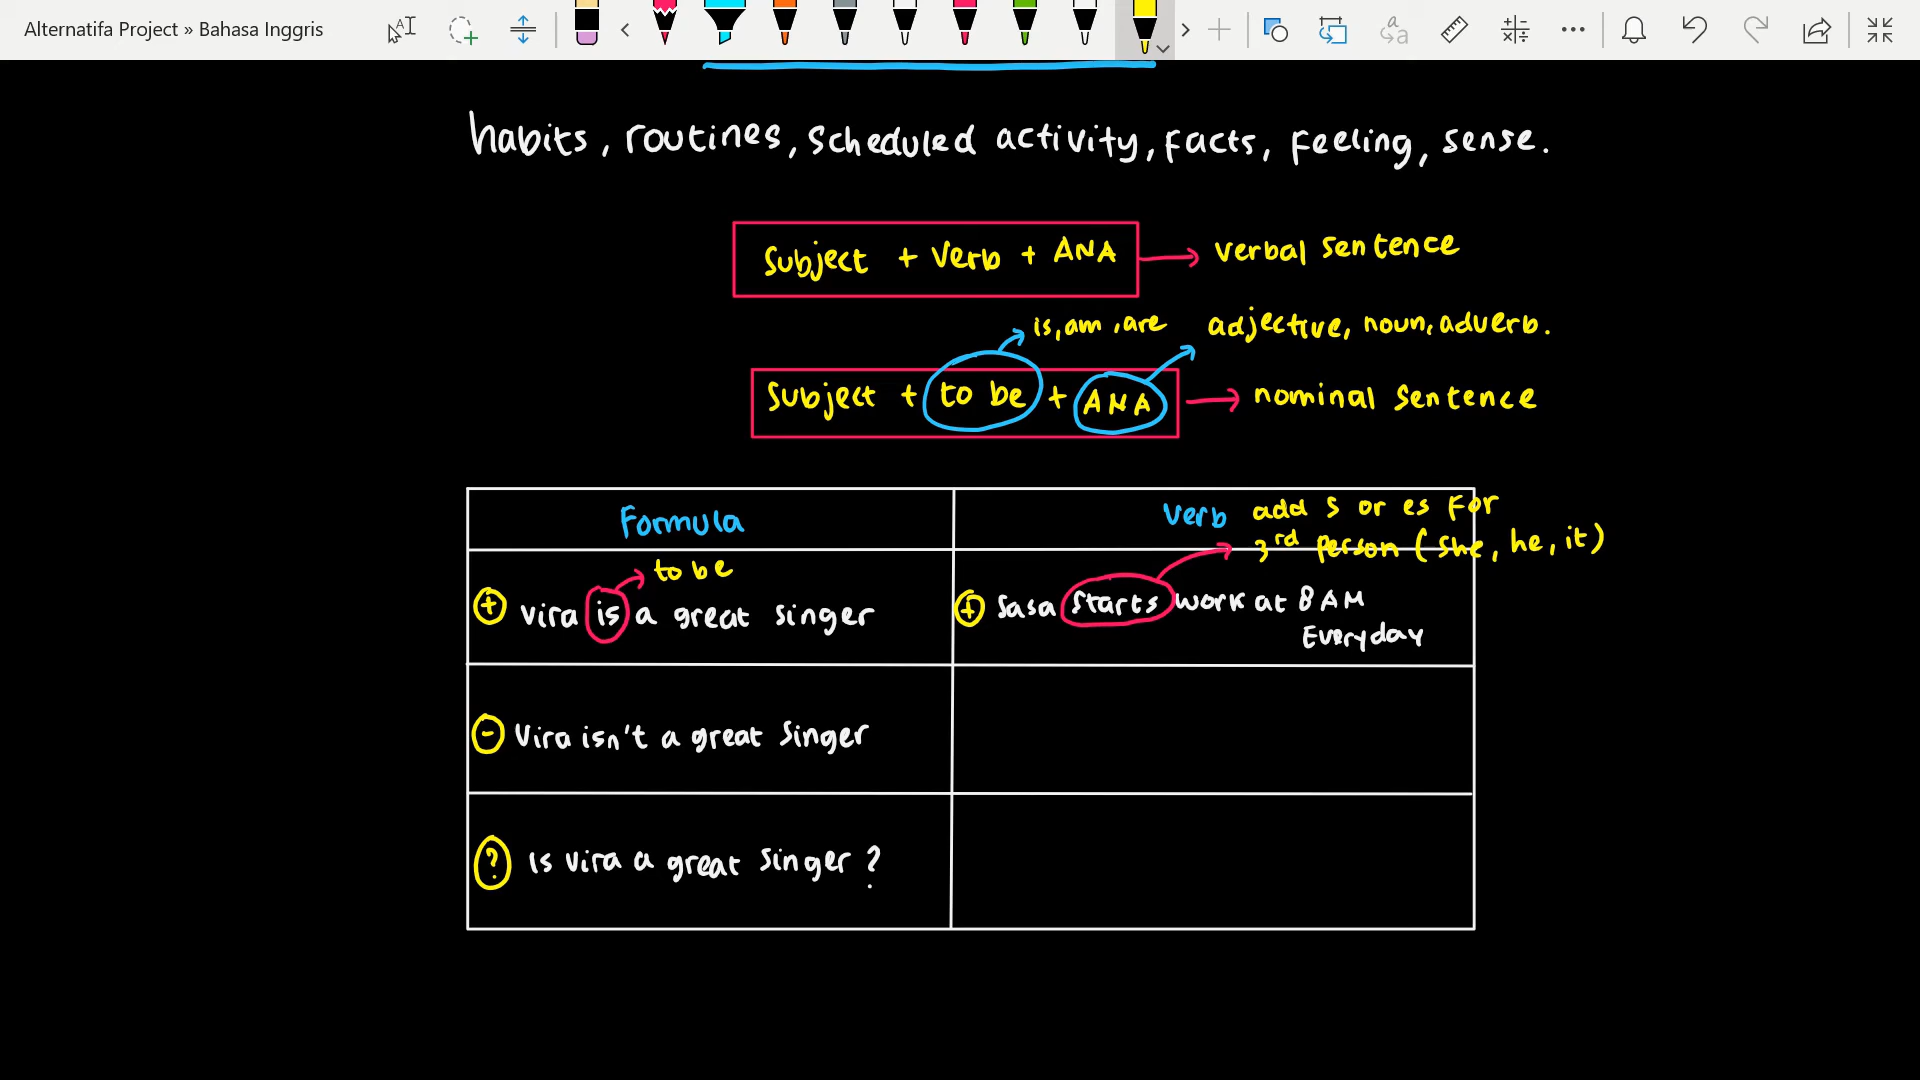 Alternatifa Project » Bahasa Inggris
habits, routines, scheduled activity, facts, feeling, sense.
Subject + Verb + ANA → verbal sentence
is, am, are
adjective, noun, adverb.
Subject + to be + ANA → nominal sentence
Formula
Verb
add s or es for
3rd person (she, he, it)
to be
+ Vira is a great singer
+ Sasa starts work at 8 AM
Everyday
- Vira isn't a great singer
? Is Vira a great singer?